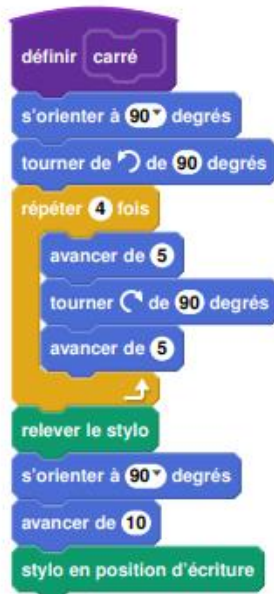 définir carré
s'orienter à 90 degrés
tourner de de 90 degrés
répéter 4 fois
avancer de 5
tourner de 90 degrés
avancer de 5
relever le stylo
s'orienter à 90 degrés
avancer de 10
stylo en position d'écriture